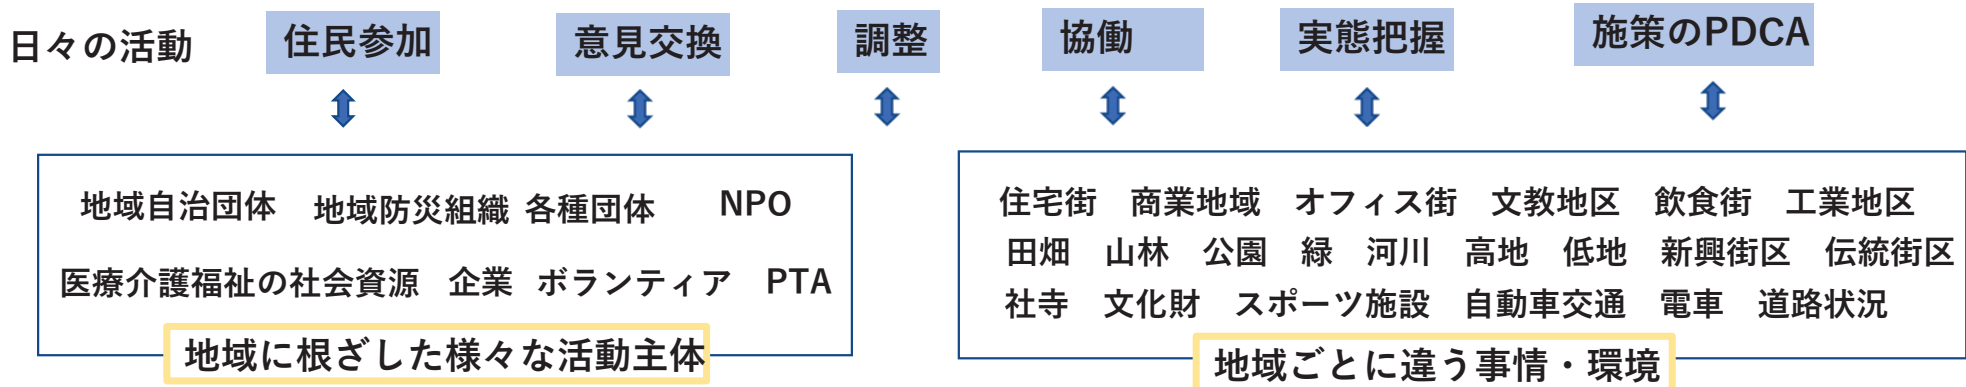 日々の活動 住民参加 意見交換 調整 協働 実態把握 施策のPDCA
地域自治団体 地域防災組織 各種団体 NPO
医療介護福祉の社会資源 企業 ボランティア PTA
地域に根ざした様々な活動主体
住宅街 商業地域 オフィス街 文教地区 飲食街 工業地区
田畑 山林 公園 緑 河川 高地 低地 新興街区 伝統街区
社寺 文化財 スポーツ施設 自動車交通 電車 道路状況
地域ごとに違う事情・環境